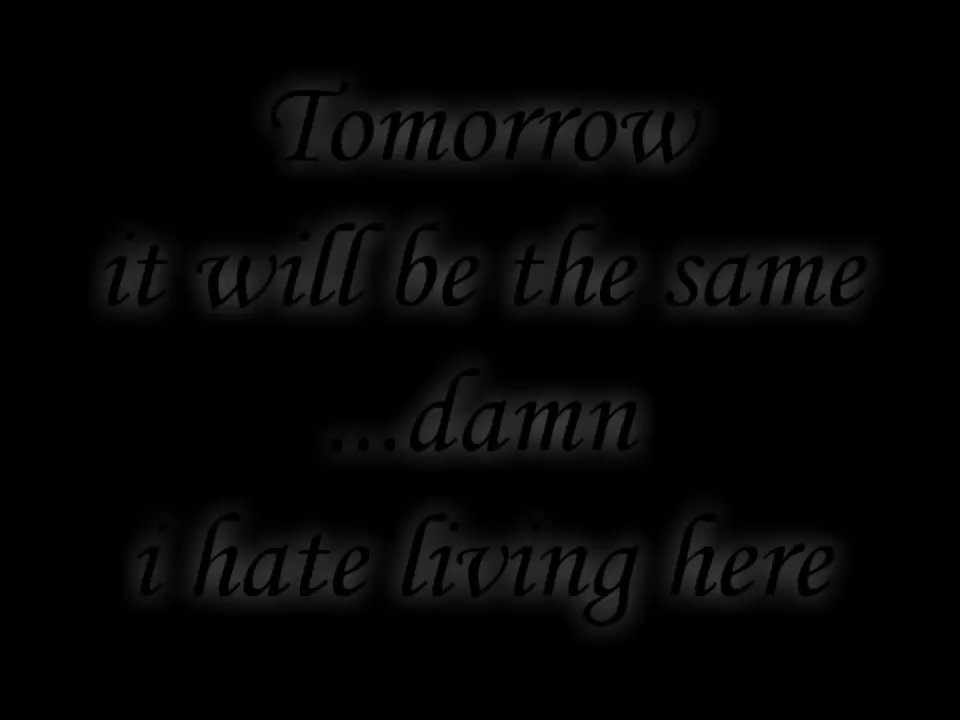 Tomorrow
it will be the same
...damn
i hate living here